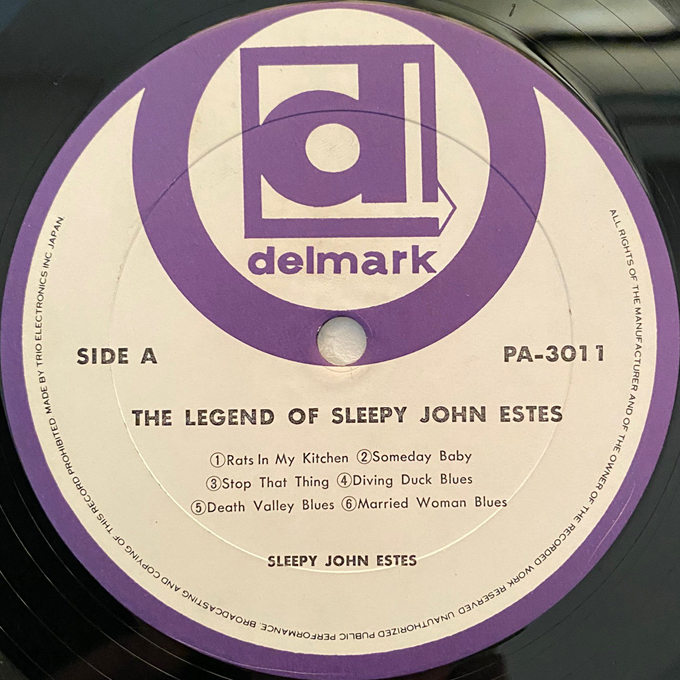 d
delmark
SIDE A
PA-3011
THE LEGEND OF SLEEPY JOHN ESTES
①Rats In My Kitchen ②Someday Baby
③Stop That Thing ④Diving Duck Blues
⑤Death Valley Blues ⑥Married Woman Blues
SLEEPY JOHN ESTES
ALL RIGHTS OF THE MANUFACTURER AND OF THE OWNER OF THE RECORDED WORK RESERVED UNAUTHORIZED PUBLIC PERFORMANCE. BROADCASTING AND COPYING OF THIS RECORD PROHIBITED MADE BY TRIO ELECTRONICS INC JAPAN.